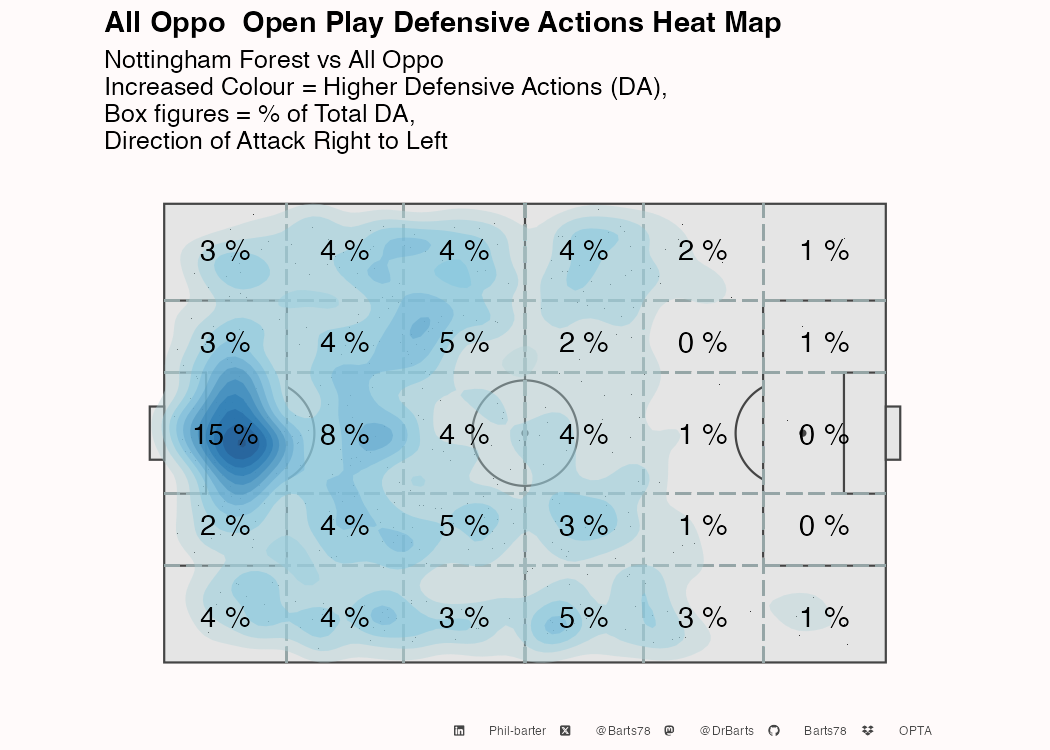 All Oppo  Open Play Defensive Actions Heat Map
Nottingham Forest vs All Oppo
Increased Colour = Higher Defensive Actions (DA),
Box figures = % of Total DA,
Direction of Attack Right to Left
3 % 4 % 4 % 4 % 2 % 1 %
3 % 4 % 5 % 2 % 0 % 1 %
15 % 8 % 4 % 4 % 1 % 0 %
2 % 4 % 5 % 3 % 1 % 0 %
4 % 4 % 3 % 5 % 3 % 1 %
Phil-barter @Barts78 @DrBarts Barts78 OPTA